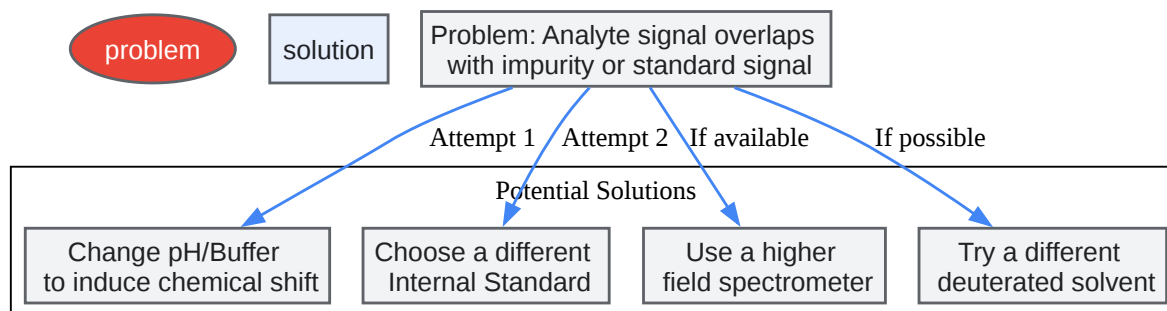 problem
solution
Problem: Analyte signal overlaps
with impurity or standard signal
Attempt 1
Attempt 2
If available
If possible
Potential Solutions
Change pH/Buffer
to induce chemical shift
Choose a different
Internal Standard
Use a higher
field spectrometer
Try a different
deuterated solvent